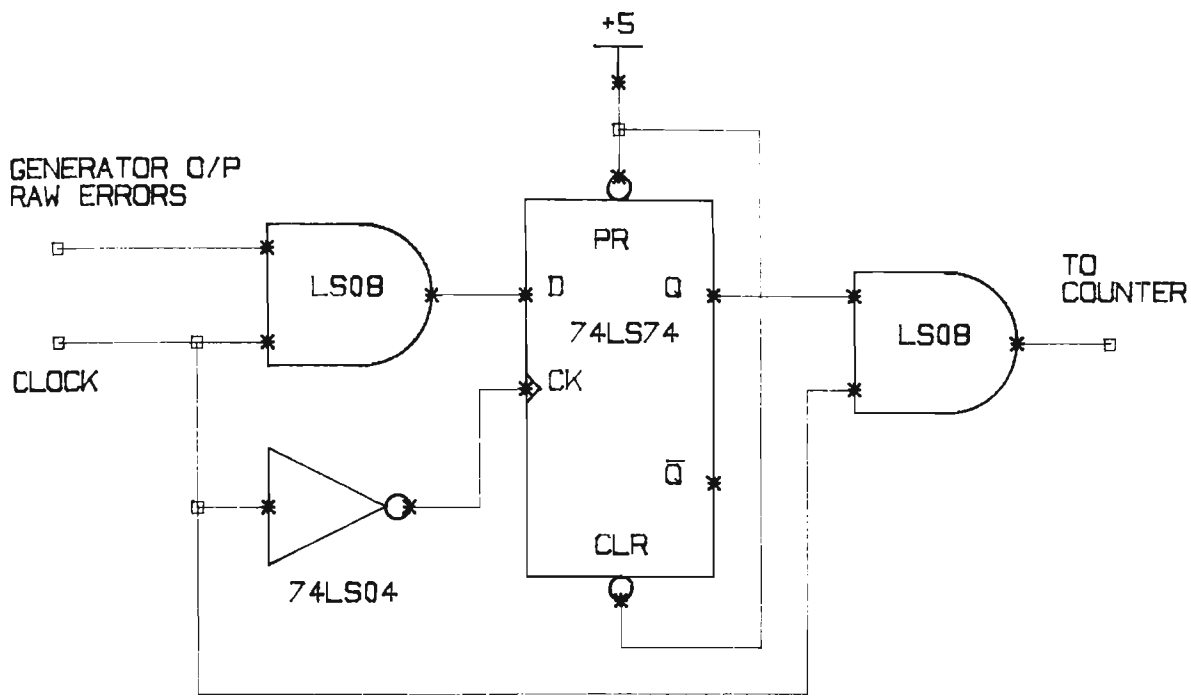 +5
GENERATOR O/P
RAW ERRORS
PR
LS08
D
Q
TO
COUNTER
74LS74
LS08
CLOCK
CK
Q̅
CLR
74LS04